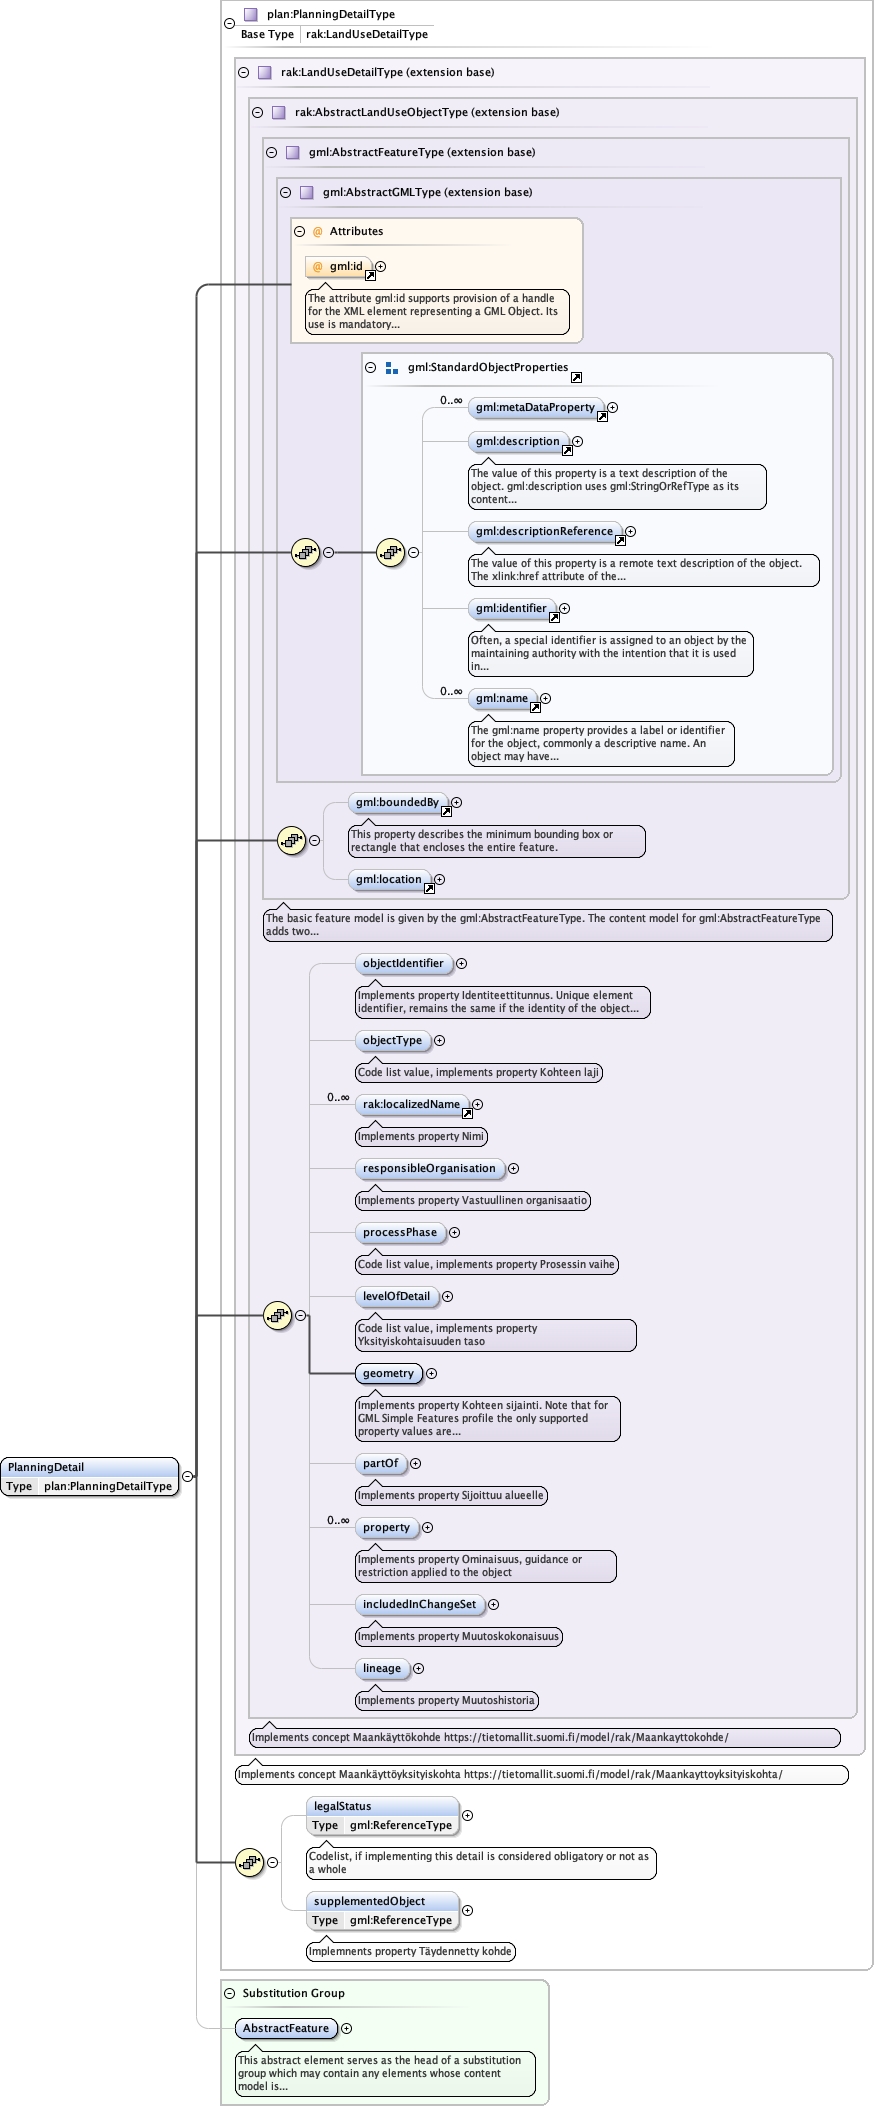 plan:PlanningDetailType
Base Type rak:LandUseDetailType
rak:LandUseDetailType (extension base)
rak:AbstractLandUseObjectType (extension base)
gml:AbstractFeatureType (extension base)
gml:AbstractGMLType (extension base)
@ Attributes
@ gml:id
The attribute gml:id supports provision of a handle
for the XML element representing a GML Object. Its
use is mandatory...
gml:StandardObjectProperties
0..∞
gml:metaDataProperty
gml:description
The value of this property is a text description of the
object. gml:description uses gml:StringOrRefType as its
content...
gml:descriptionReference
The value of this property is a remote text description of the object.
The xlink:href attribute of the...
gml:identifier
Often, a special identifier is assigned to an object by the
maintaining authority with the intention that it is used
in...
0..∞
gml:name
The gml:name property provides a label or identifier
for the object, commonly a descriptive name. An
object may have...
gml:boundedBy
This property describes the minimum bounding box or
rectangle that encloses the entire feature.
gml:location
The basic feature model is given by the gml:AbstractFeatureType. The content model for gml:AbstractFeatureType
adds two...
objectIdentifier
Implements property Identiteettitunnus. Unique element
identifier, remains the same if the identity of the object...
objectType
Code list value, implements property Kohteen laji
0..∞
rak:localizedName
Implements property Nimi
responsibleOrganisation
Implements property Vastuullinen organisaatio
processPhase
Code list value, implements property Prosessin vaihe
levelOfDetail
Code list value, implements property
Yksityiskohtaisuuden taso
geometry
Implements property Kohteen sijainti. Note that for
GML Simple Features profile the only supported
property values are...
PlanningDetail
Type plan:PlanningDetailType
partOf
Implements property Sijoittuu alueelle
0..∞
property
Implements property Ominaisuus, guidance or
restriction applied to the object
includedInChangeSet
Implements property Muutoskokonaisuus
lineage
Implements property Muutoshistoria
Implements concept Maankäyttökohde https://tietomallit.suomi.fi/model/rak/Maankayttokohde/
Implements concept Maankäyttöyksityiskohta https://tietomallit.suomi.fi/model/rak/Maankayttoyksityiskohta/
legalStatus
Type gml:ReferenceType
Codelist, if implementing this detail is considered obligatory or not as
a whole
supplementedObject
Type gml:ReferenceType
Implemnents property Täydennetty kohde
Substitution Group
AbstractFeature
This abstract element serves as the head of a substitution
group which may contain any elements whose content
model is...